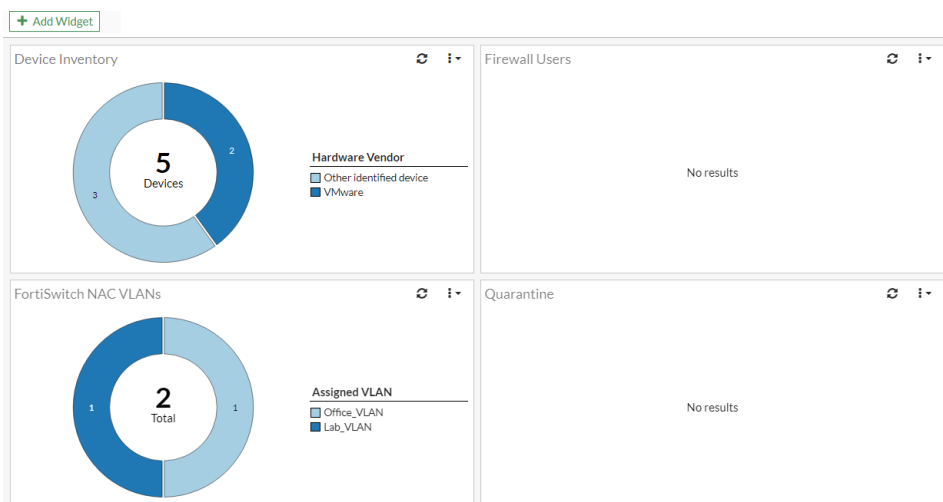 + Add Widget
Device Inventory
5
Devices
2
3
Hardware Vendor
Other identified device
VMware
Firewall Users
No results
FortiSwitch NAC VLANs
2
Total
1
1
Assigned VLAN
Office_VLAN
Lab_VLAN
Quarantine
No results